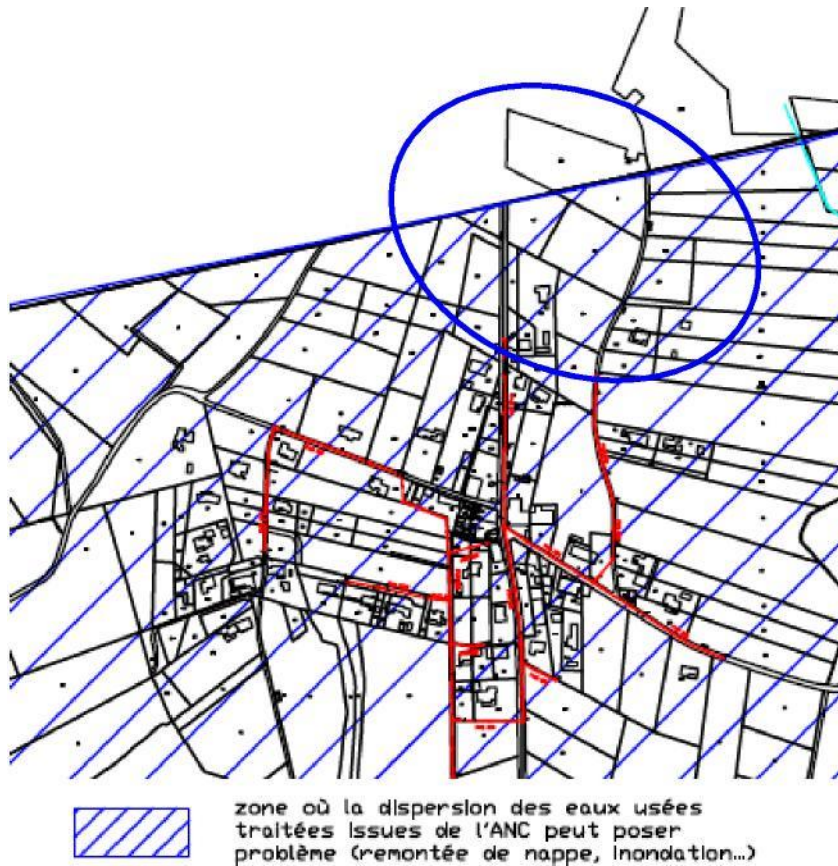 zone où la dispersion des eaux usées
traitées issues de l'ANC peut poser
problème (remontée de nappe, inondation…)